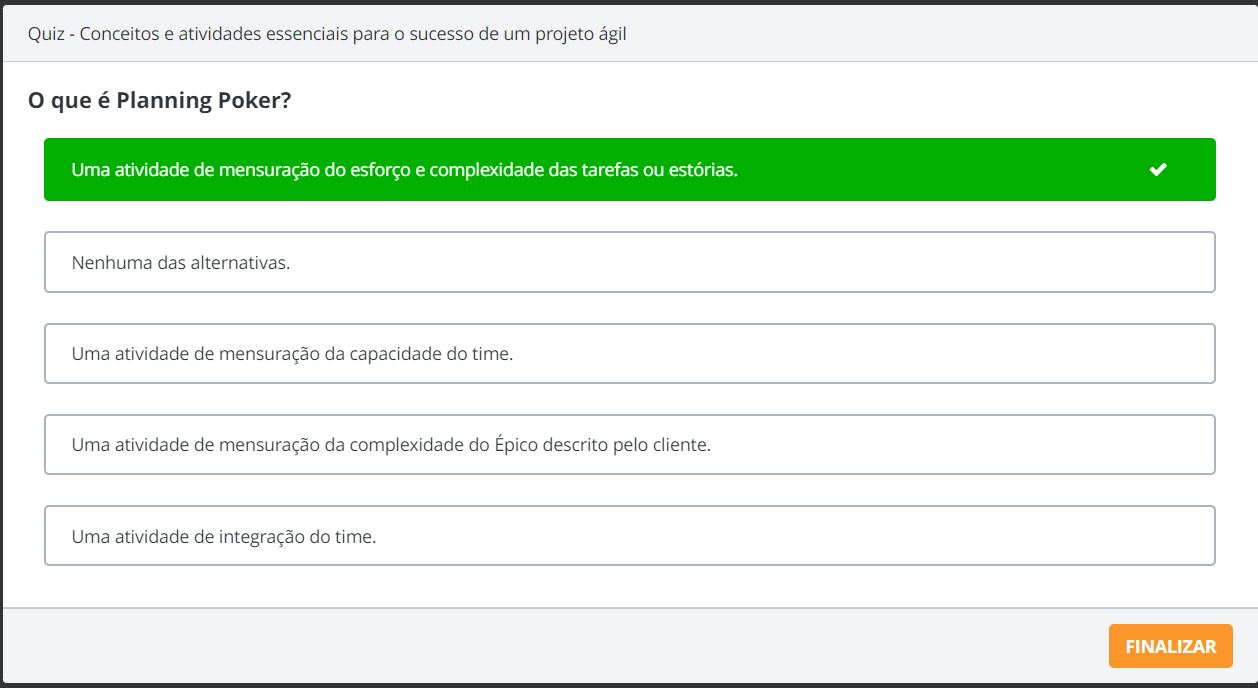 Quiz - Conceitos e atividades essenciais para o sucesso de um projeto ágil
O que é Planning Poker?
Uma atividade de mensuração do esforço e complexidade das tarefas ou estórias.
Nenhuma das alternativas.
Uma atividade de mensuração da capacidade do time.
Uma atividade de mensuração da complexidade do Épico descrito pelo cliente.
Uma atividade de integração do time.
FINALIZAR